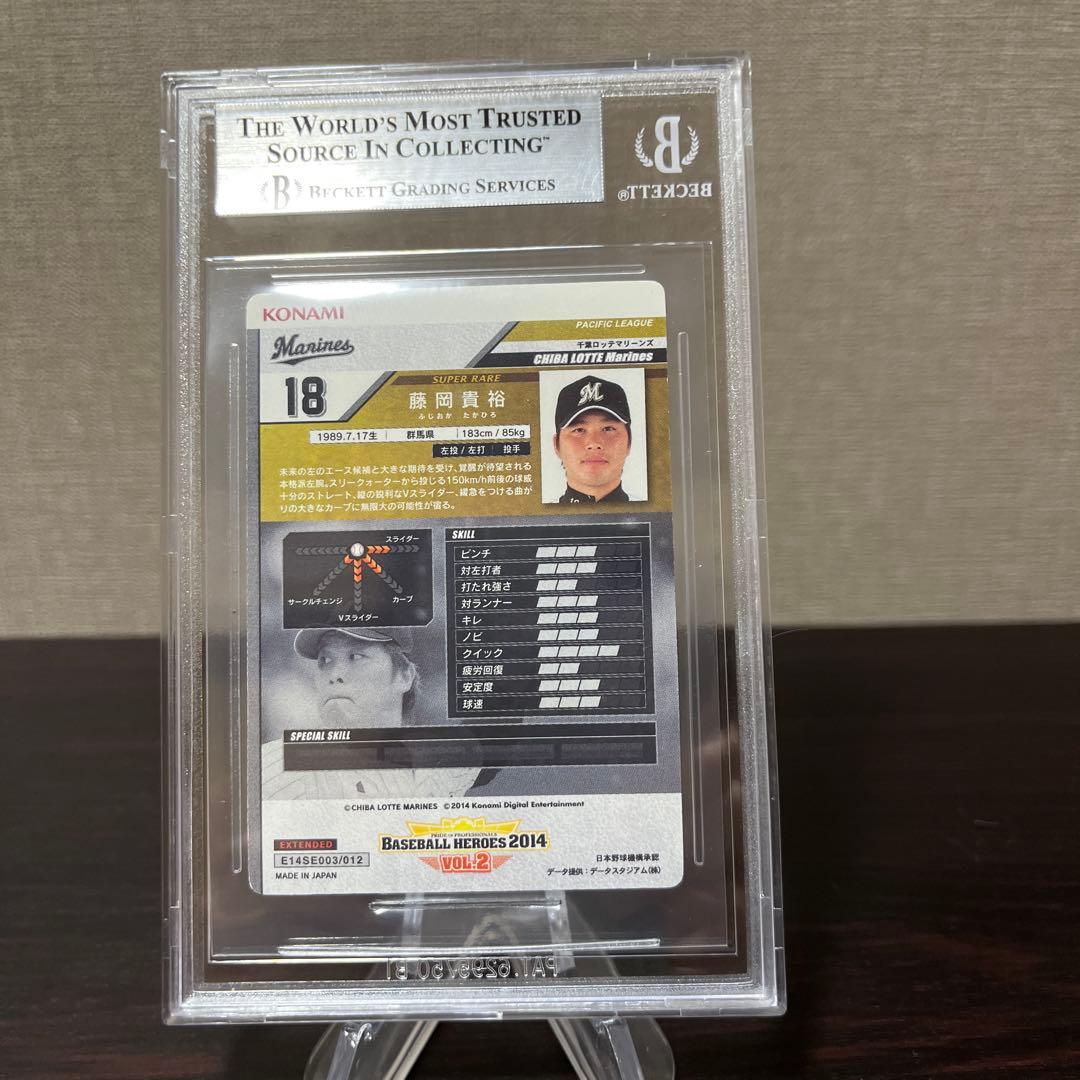 THE WORLD'S MOST TRUSTED
SOURCE IN COLLECTING™
B BECKETT GRADING SERVICES
B
BECKETT®
KONAMI
PACIFIC LEAGUE
Marines
千葉ロッテマリーンズ
CHIBA LOTTE Marines
18
SUPER RARE
藤岡貴裕
ふじおか たかひろ
M
1989.7.17生 群馬県 183cm / 85kg
左投 / 左打 投手
未来の左のエース候補と大きな期待を受け、覚醒が待望される
本格派左腕。スリークォーターから投じる150km/h前後の球威
十分のストレート、縦の鋭利なVスライダー、緩急をつける曲が
りの大きなカーブに無限大の可能性が宿る。
スライダー
サークルチェンジ
カーブ
Vスライダー
SKILL
ピンチ
対左打者
打たれ強さ
対ランナー
キレ
ノビ
クイック
疲労回復
安定度
球速
SPECIAL SKILL
©CHIBA LOTTE MARINES ©2014 Konami Digital Entertainment
PRIDE OF PROFESSIONALS
BASEBALL HEROES 2014
VOL.2
EXTENDED
E14SE003/012
MADE IN JAPAN
日本野球機構承認
データ提供：データスタジアム(株)